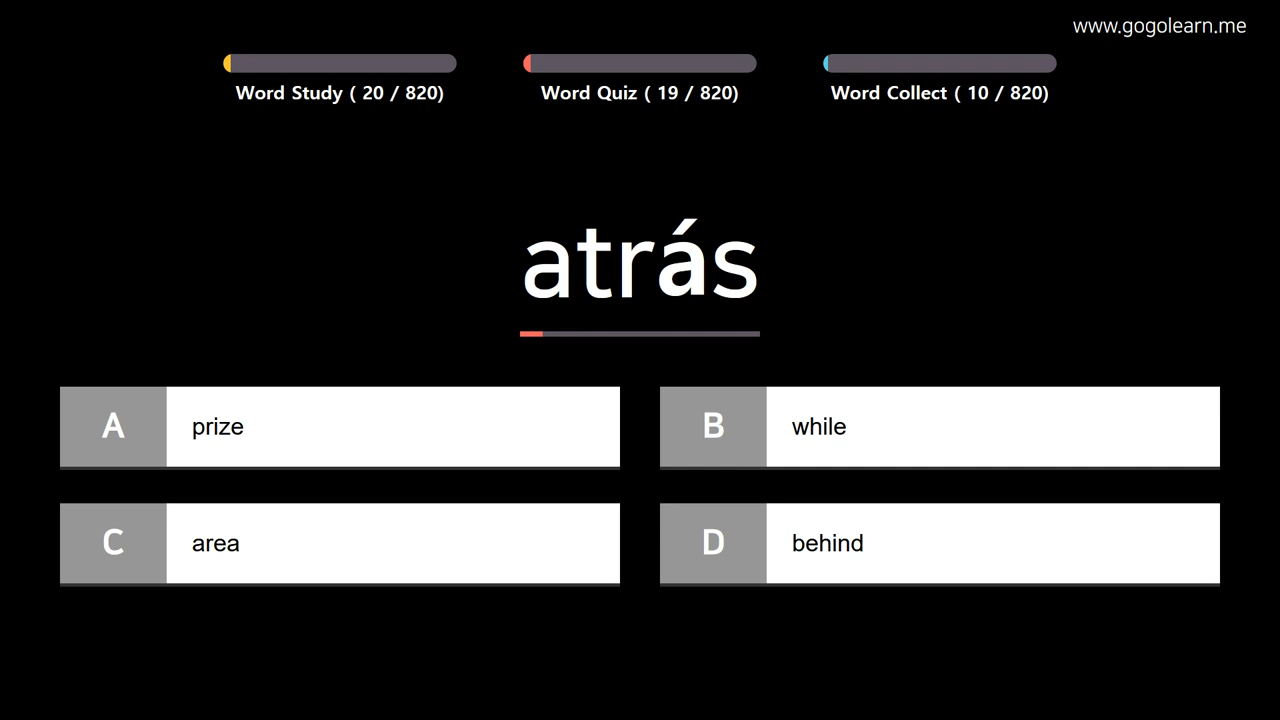 www.gogolearn.me
Word Study ( 20 / 820)
Word Quiz ( 19 / 820)
Word Collect ( 10 / 820)
atrás
A prize
B while
C area
D behind